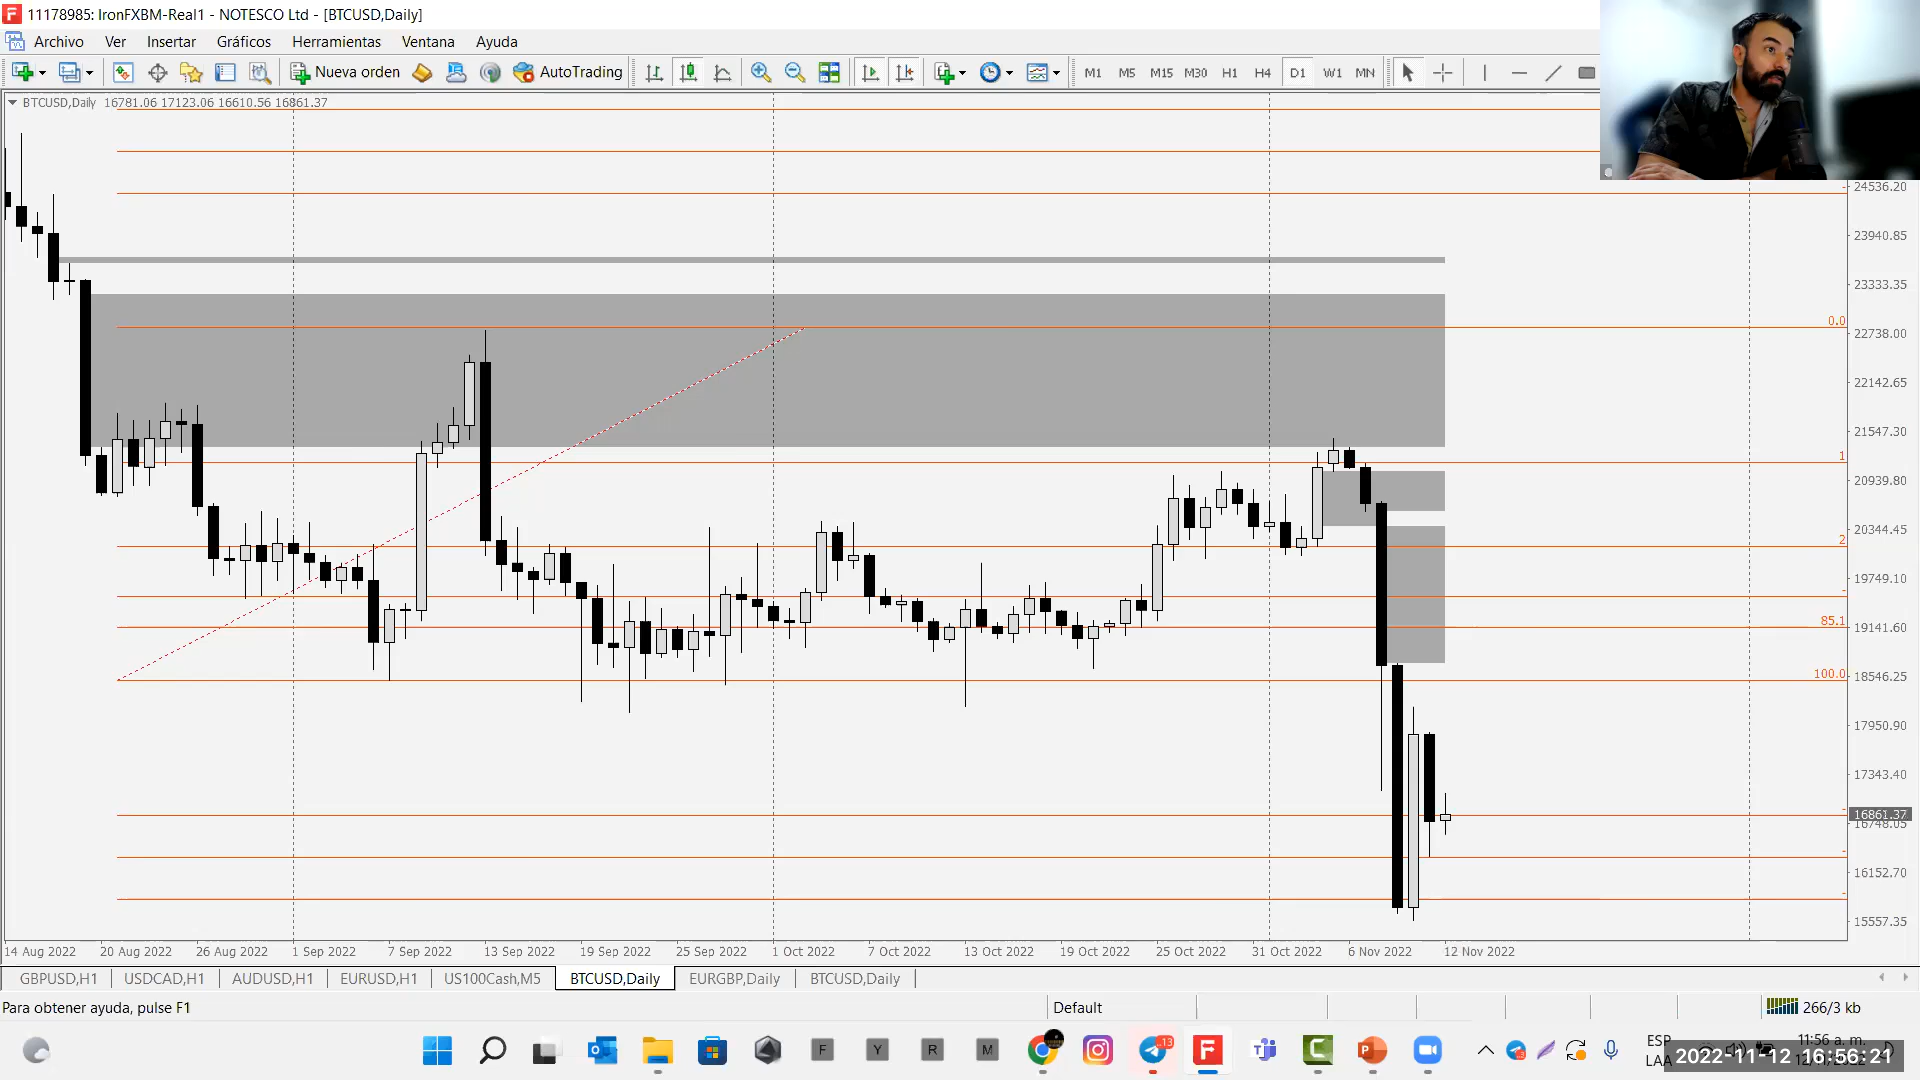 11178985: IronFXBM-Real1 - NOTESCO Ltd - [BTCUSD,Daily]
Archivo Ver Insertar Gráficos Herramientas Ventana Ayuda
Nueva orden AutoTrading M1 M5 M15 M30 H1 H4 D1 W1 MN
BTCUSD,Daily 16781.06 17123.06 16610.56 16861.37
24536.20
23940.85
23333.35
0.0
22738.00
22142.65
21547.30
1
20939.80
20344.45
2
19749.10
85.1
19141.60
100.0
18546.25
17950.90
17343.40
16861.37
16748.05
16152.70
15557.35
14 Aug 2022 20 Aug 2022 26 Aug 2022 1 Sep 2022 7 Sep 2022 13 Sep 2022 19 Sep 2022 25 Sep 2022 1 Oct 2022 7 Oct 2022 13 Oct 2022 19 Oct 2022 25 Oct 2022 31 Oct 2022 6 Nov 2022 12 Nov 2022
GBPUSD,H1 USDCAD,H1 AUDUSD,H1 EURUSD,H1 US100Cash,M5 BTCUSD,Daily EURGBP,Daily BTCUSD,Daily
Para obtener ayuda, pulse F1 Default 266/3 kb
F Y R M 13 ESP 11:56 a. m.
LAA 2022-11-12 16:56:21